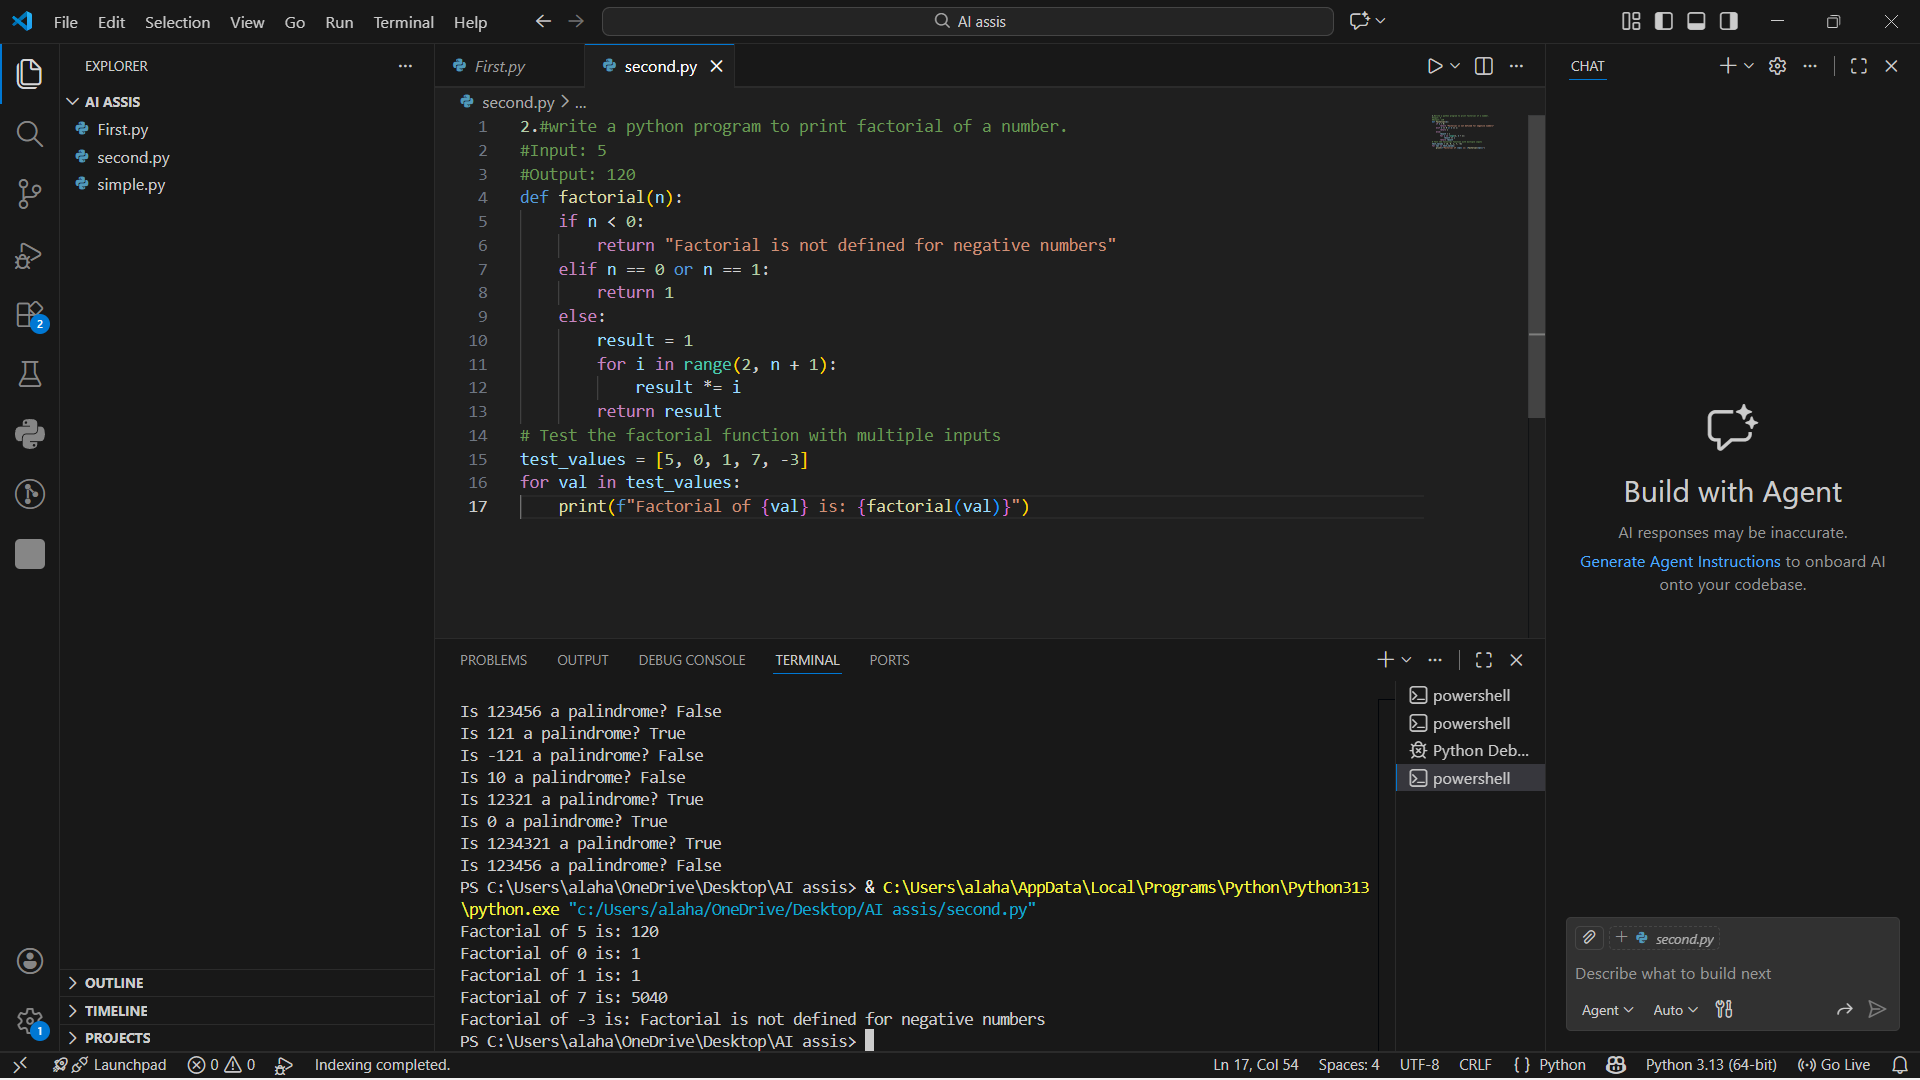 File Edit Selection View Go Run Terminal Help
AI assis
EXPLORER
AI ASSIS
First.py
second.py
simple.py
OUTLINE
TIMELINE
PROJECTS
2
1
First.py
second.py
second.py > ...
1 2.#write a python program to print factorial of a number.
2 #Input: 5
3 #Output: 120
4 def factorial(n):
5 if n < 0:
6 return "Factorial is not defined for negative numbers"
7 elif n == 0 or n == 1:
8 return 1
9 else:
10 result = 1
11 for i in range(2, n + 1):
12 result *= i
13 return result
14 # Test the factorial function with multiple inputs
15 test_values = [5, 0, 1, 7, -3]
16 for val in test_values:
17 print(f"Factorial of {val} is: {factorial(val)}")
PROBLEMS OUTPUT DEBUG CONSOLE TERMINAL PORTS
Is 123456 a palindrome? False
Is 121 a palindrome? True
Is -121 a palindrome? False
Is 10 a palindrome? False
Is 12321 a palindrome? True
Is 0 a palindrome? True
Is 1234321 a palindrome? True
Is 123456 a palindrome? False
PS C:\Users\alaha\OneDrive\Desktop\AI assis> & C:\Users\alaha\AppData\Local\Programs\Python\Python313
\python.exe "c:/Users/alaha/OneDrive/Desktop/AI assis/second.py"
Factorial of 5 is: 120
Factorial of 0 is: 1
Factorial of 1 is: 1
Factorial of 7 is: 5040
Factorial of -3 is: Factorial is not defined for negative numbers
PS C:\Users\alaha\OneDrive\Desktop\AI assis>
powershell
powershell
Python Deb...
powershell
CHAT
Build with Agent
AI responses may be inaccurate.
Generate Agent Instructions to onboard AI
onto your codebase.
second.py
Describe what to build next
Agent Auto
Launchpad 0 0 Indexing completed. Ln 17, Col 54 Spaces: 4 UTF-8 CRLF {} Python Python 3.13 (64-bit) Go Live